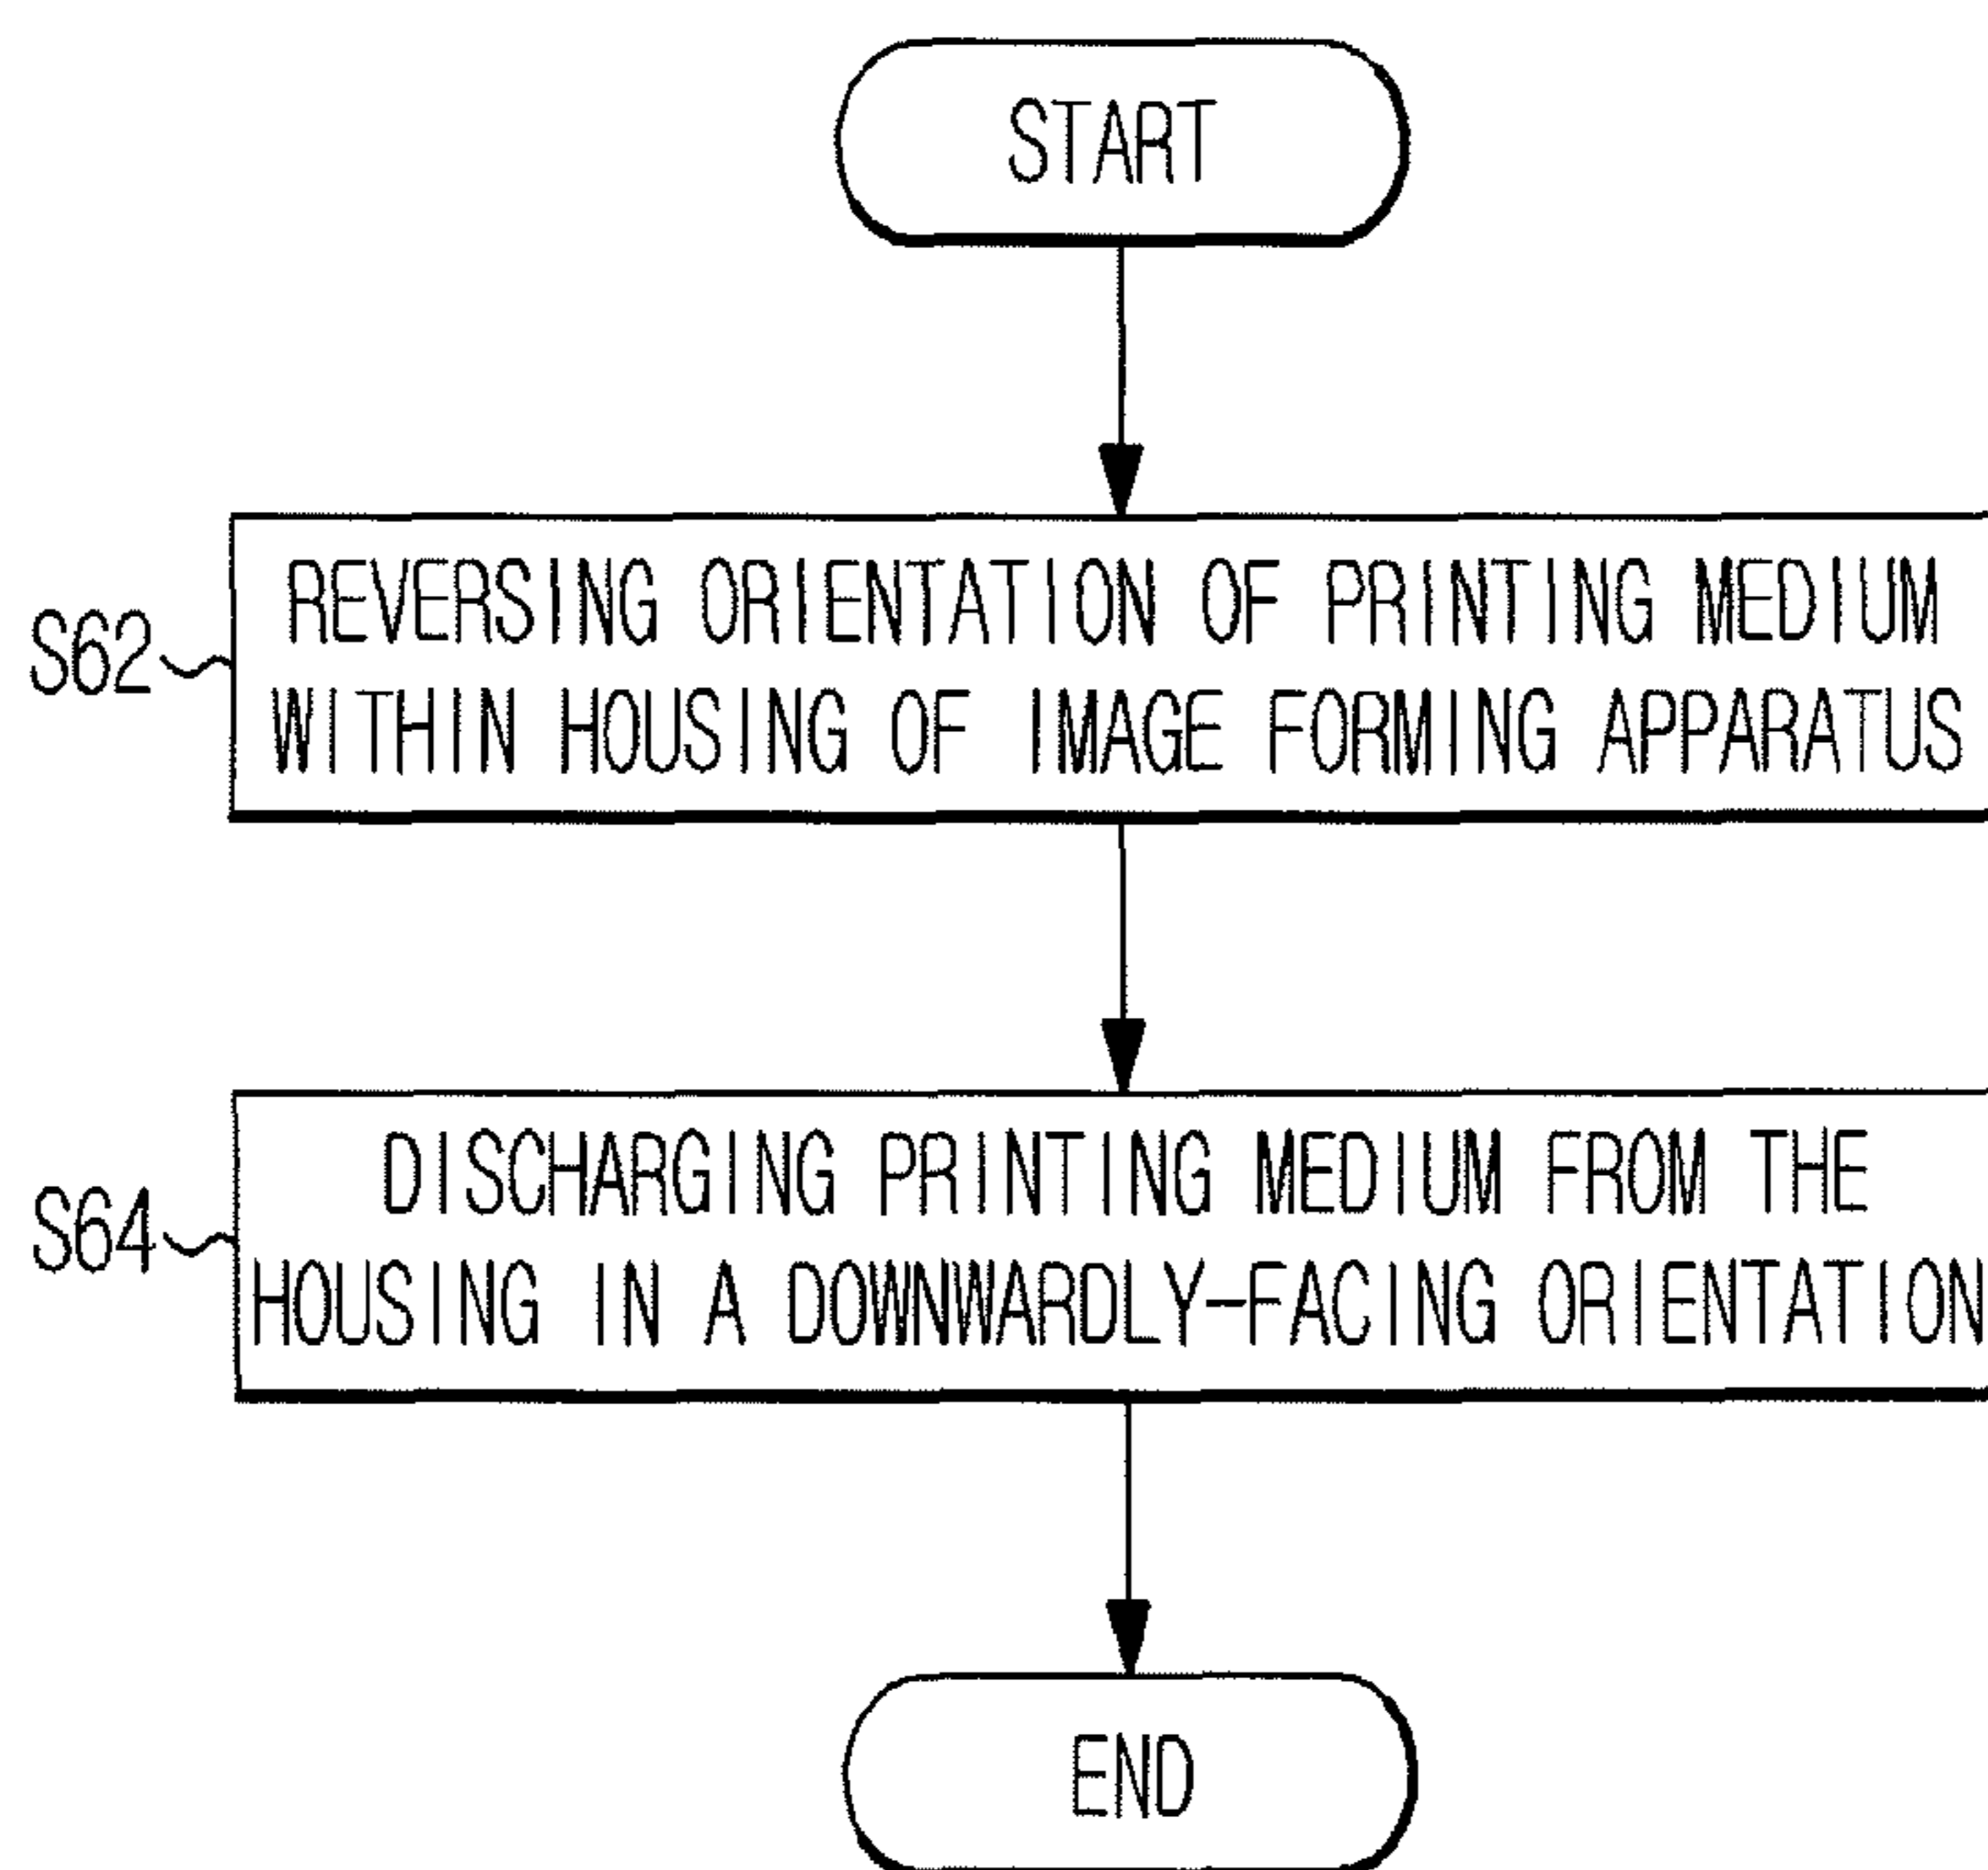 START
S62
REVERSING ORIENTATION OF PRINTING MEDIUM
WITHIN HOUSING OF IMAGE FORMING APPARATUS
S64
DISCHARGING PRINTING MEDIUM FROM THE
HOUSING IN A DOWNWARDLY-FACING ORIENTATION
END